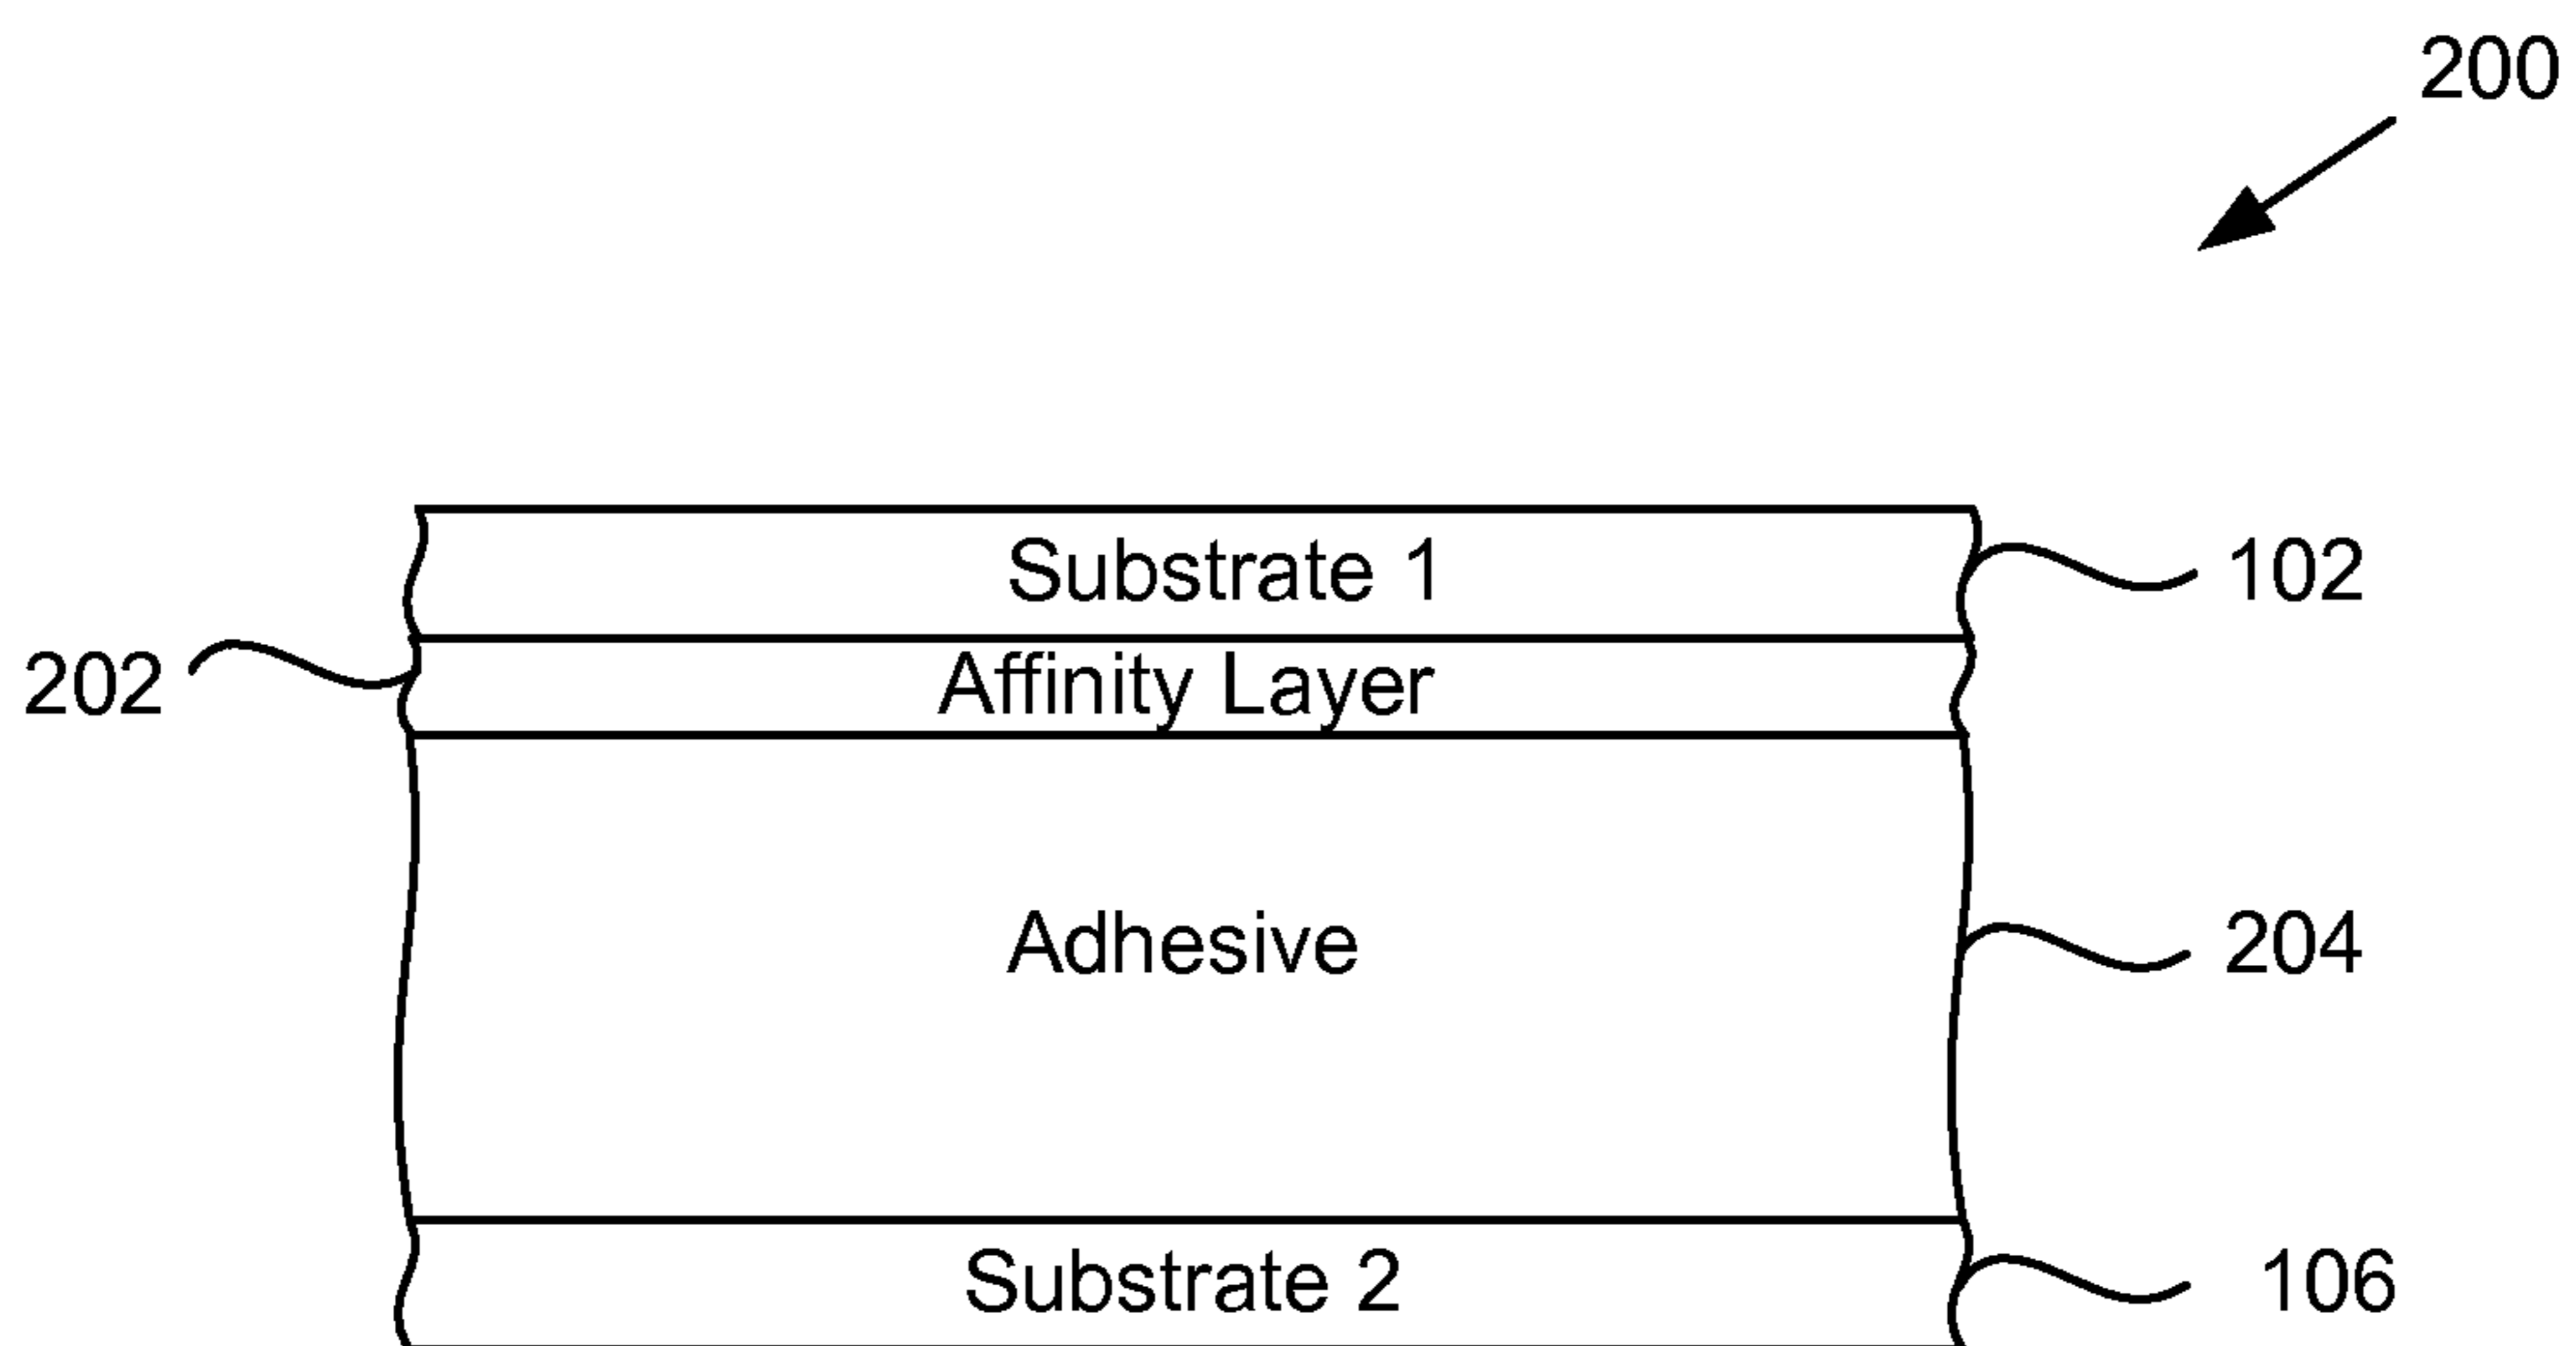 200
Substrate 1
102
202
Affinity Layer
Adhesive
204
Substrate 2
106